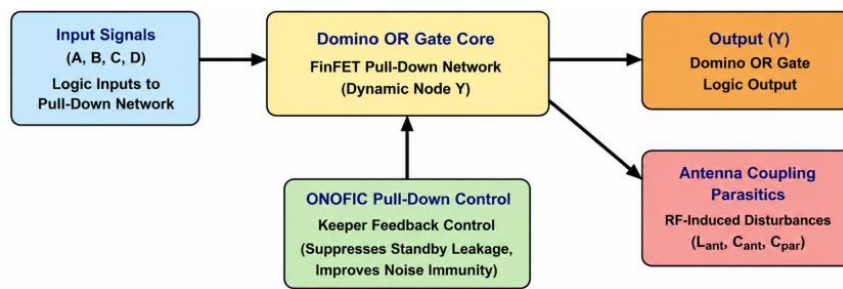 Input Signals
(A, B, C, D)
Logic Inputs to
Pull-Down Network
Domino OR Gate Core
FinFET Pull-Down Network
(Dynamic Node Y)
Output (Y)
Domino OR Gate
Logic Output
ONOFIC Pull-Down Control
Keeper Feedback Control
(Suppresses Standby Leakage,
Improves Noise Immunity)
Antenna Coupling
Parasitics
RF-Induced Disturbances
(Lant, Cant, Cpar)